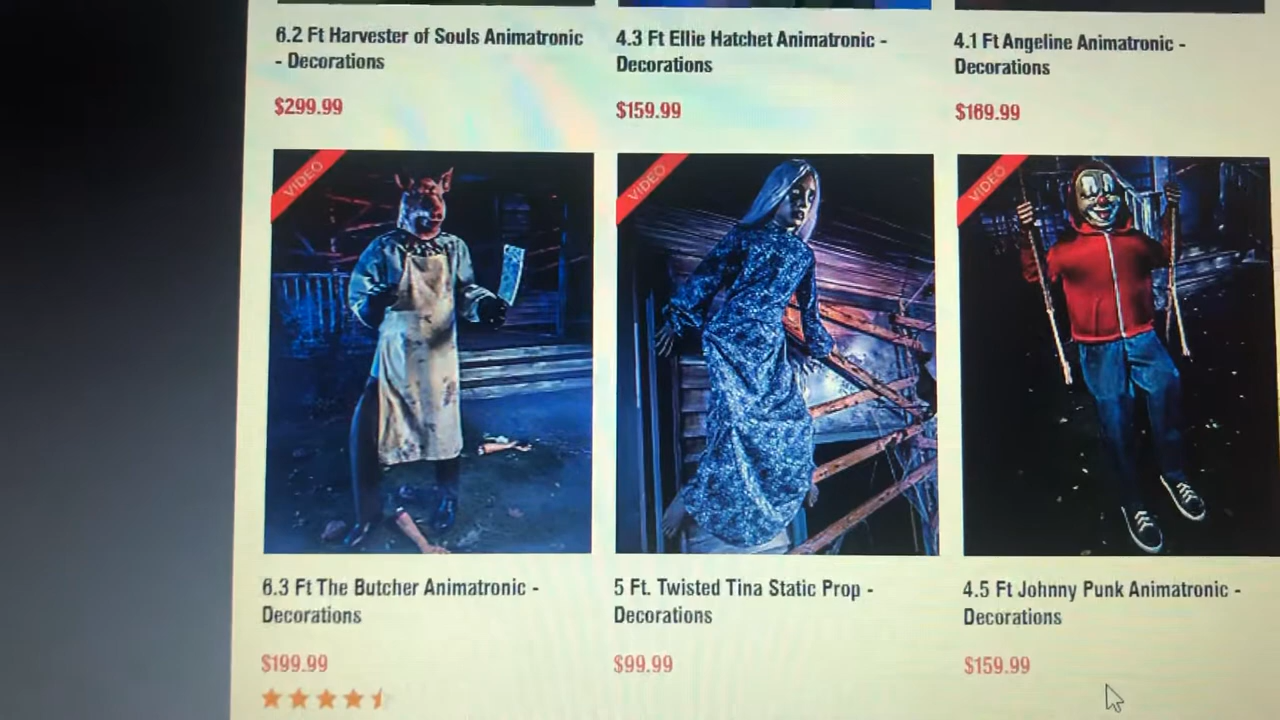 6.2 Ft Harvester of Souls Animatronic
- Decorations
$299.99
4.3 Ft Ellie Hatchet Animatronic -
Decorations
$159.99
4.1 Ft Angeline Animatronic -
Decorations
$169.99
VIDEO
VIDEO
VIDEO
6.3 Ft The Butcher Animatronic -
Decorations
$199.99
5 Ft. Twisted Tina Static Prop -
Decorations
$99.99
4.5 Ft Johnny Punk Animatronic -
Decorations
$159.99